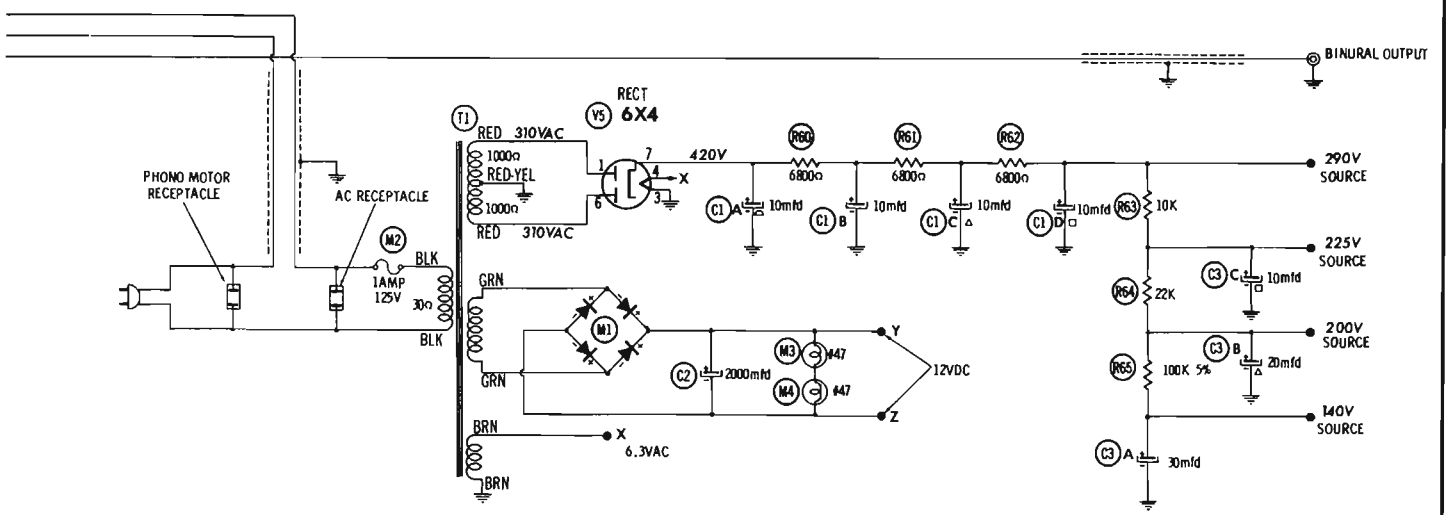 BINURAL OUTPUT
RECT
V5 6X4
T1
RED 310VAC
1000Ω
RED-YEL
1000Ω
RED 310VAC
1
7
4
X
3
6
420V
R60
6800Ω
R61
6800Ω
R62
6800Ω
290V
SOURCE
C1 A 10mfd
C1 B 10mfd
C1 C 10mfd
C1 D 10mfd
R63 10K
225V
SOURCE
C3 C 10mfd
R64 22K
200V
SOURCE
C3 B 20mfd
R65 100K 5%
140V
SOURCE
C3 A 30mfd
PHONO MOTOR
RECEPTACLE
AC RECEPTACLE
M2
1AMP
125V
BLK
30Ω
BLK
GRN
M1
GRN
C2 2000mfd
M3 #47
M4 #47
Y
12VDC
Z
BRN
X
6.3VAC
BRN